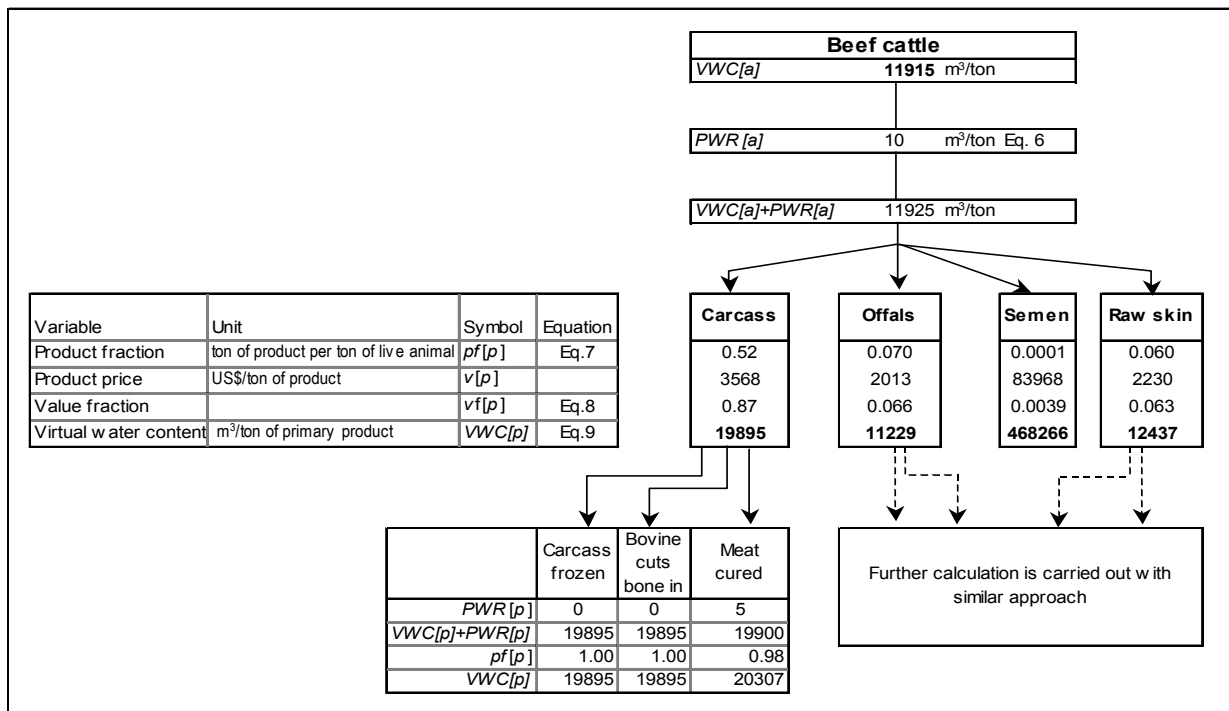 Beef cattle
VWC[a] 11915 m³/ton
PWR[a] 10 m³/ton Eq. 6
VWC[a]+PWR[a] 11925 m³/ton
Variable Unit Symbol Equation
Product fraction ton of product per ton of live animal pf[p] Eq.7
Product price US$/ton of product v[p]
Value fraction vf[p] Eq.8
Virtual water content m³/ton of primary product VWC[p] Eq.9
Carcass Offals Semen Raw skin
0.52 0.070 0.0001 0.060
3568 2013 83968 2230
0.87 0.066 0.0039 0.063
19895 11229 468266 12437
Carcass frozen
Bovine cuts bone in
Meat cured
PWR[p] 0 0 5
VWC[p]+PWR[p] 19895 19895 19900
pf[p] 1.00 1.00 0.98
VWC[p] 19895 19895 20307
Further calculation is carried out with
similar approach